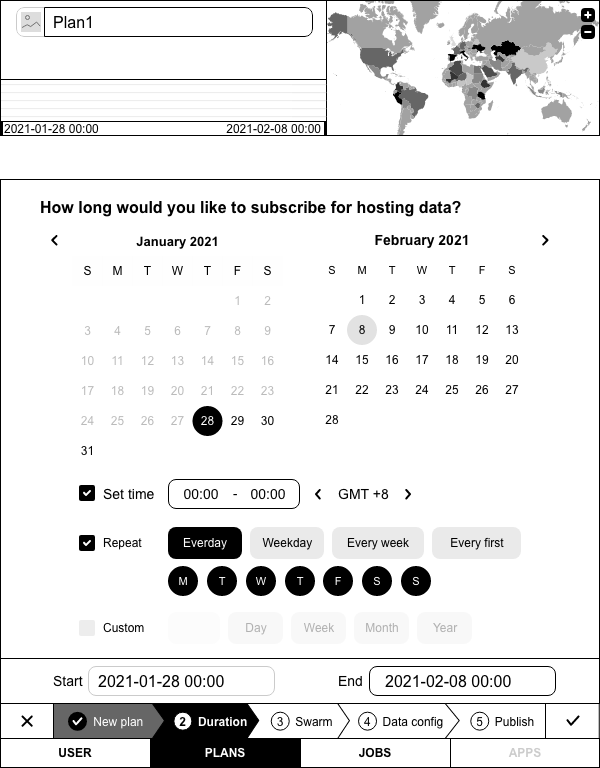 Plan1
2021-01-28 00:00 2021-02-08 00:00
How long would you like to subscribe for hosting data?
January 2021
S M T W T F S
1 2
3 4 5 6 7 8 9
10 11 12 13 14 15 16
17 18 19 20 21 22 23
24 25 26 27 28 29 30
31
February 2021
S M T W T F S
1 2 3 4 5 6
7 8 9 10 11 12 13
14 15 16 17 18 19 20
21 22 23 24 25 26 27
28
Set time 00:00 - 00:00 GMT +8
Repeat Everday Weekday Every week Every first
M T W T F S S
Custom Day Week Month Year
Start 2021-01-28 00:00 End 2021-02-08 00:00
New plan 2 Duration 3 Swarm 4 Data config 5 Publish
USER PLANS JOBS APPS